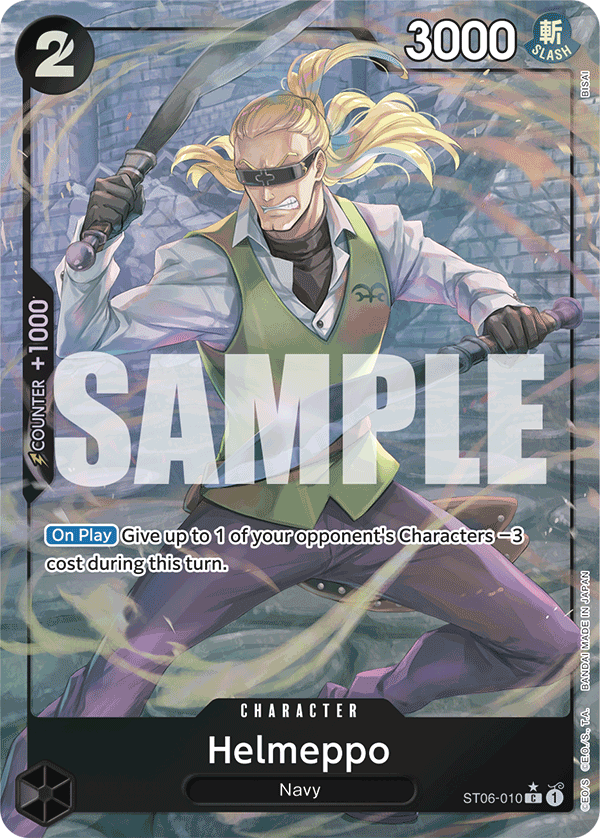 2
3000
斬
SLASH
BISAI
COUNTER +1000
SAMPLE
On Play Give up to 1 of your opponent's Characters −3
cost during this turn.
BANDAI MADE IN JAPAN
©EO/S ©E.O./S., T.A.
CHARACTER
Helmeppo
Navy
ST06-010 C 1